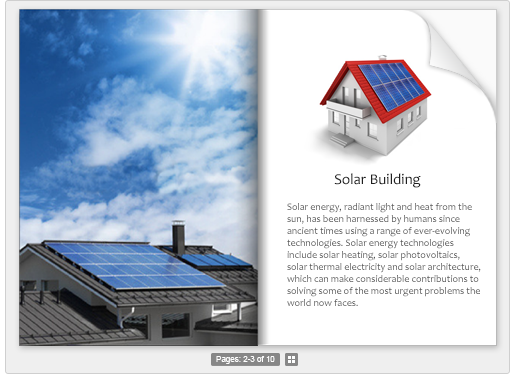 Solar Building
Solar energy, radiant light and heat from the
sun, has been harnessed by humans since
ancient times using a range of ever-evolving
technologies. Solar energy technologies
include solar heating, solar photovoltaics,
solar thermal electricity and solar architecture,
which can make considerable contributions to
solving some of the most urgent problems the
world now faces.
Pages: 2-3 of 10